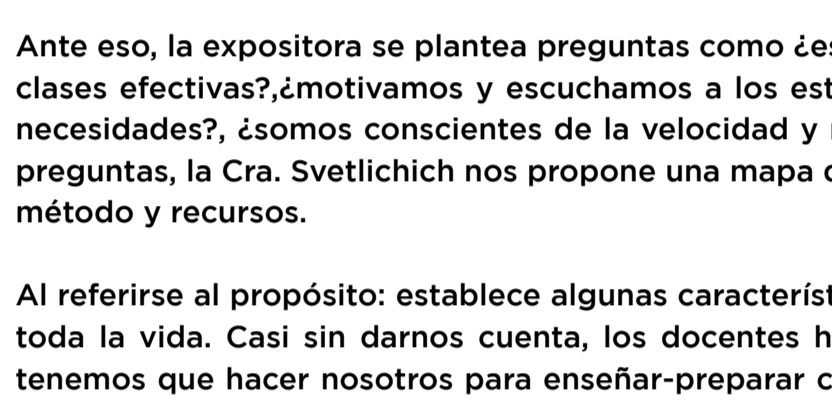 Ante eso, la expositora se plantea preguntas como
clases efectivas?,¿motivamos y escuchamos a los
necesidades?, ¿somos conscientes de la velocidad y
preguntas, la Cra. Svetlichich nos propone una mapa
método y recursos.
Al referirse al propósito: establece algunas
toda la vida. Casi sin darnos cuenta, los docentes
tenemos que hacer nosotros para enseñar-preparar